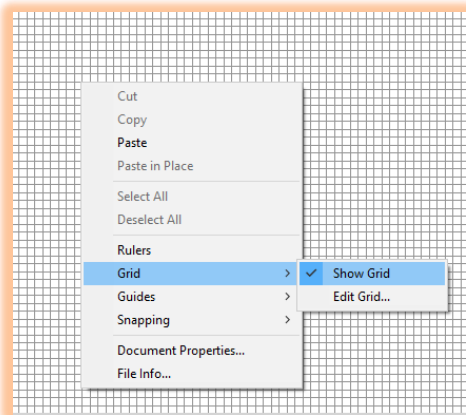 Cut
Copy
Paste
Paste in Place
Select All
Deselect All
Rulers
Grid
Guides
Snapping
Document Properties...
File Info...
Show Grid
Edit Grid...